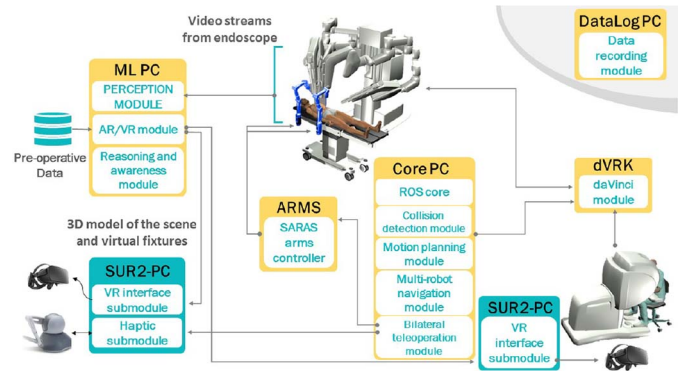 Video streams
from endoscope
DataLog PC
Data
recording
module
ML PC
PERCEPTION
MODULE
AR/VR module
Reasoning and
awareness
module
Pre-operative
Data
Core PC
ROS core
Collision
detection module
Motion planning
module
Multi-robot
navigation
module
Bilateral
teleoperation
module
dVRK
daVinci
module
ARMS
SARAS
arms
controller
3D model of the scene
and virtual fixtures
SUR2-PC
VR interface
submodule
Haptic
submodule
SUR2-PC
VR
interface
submodule